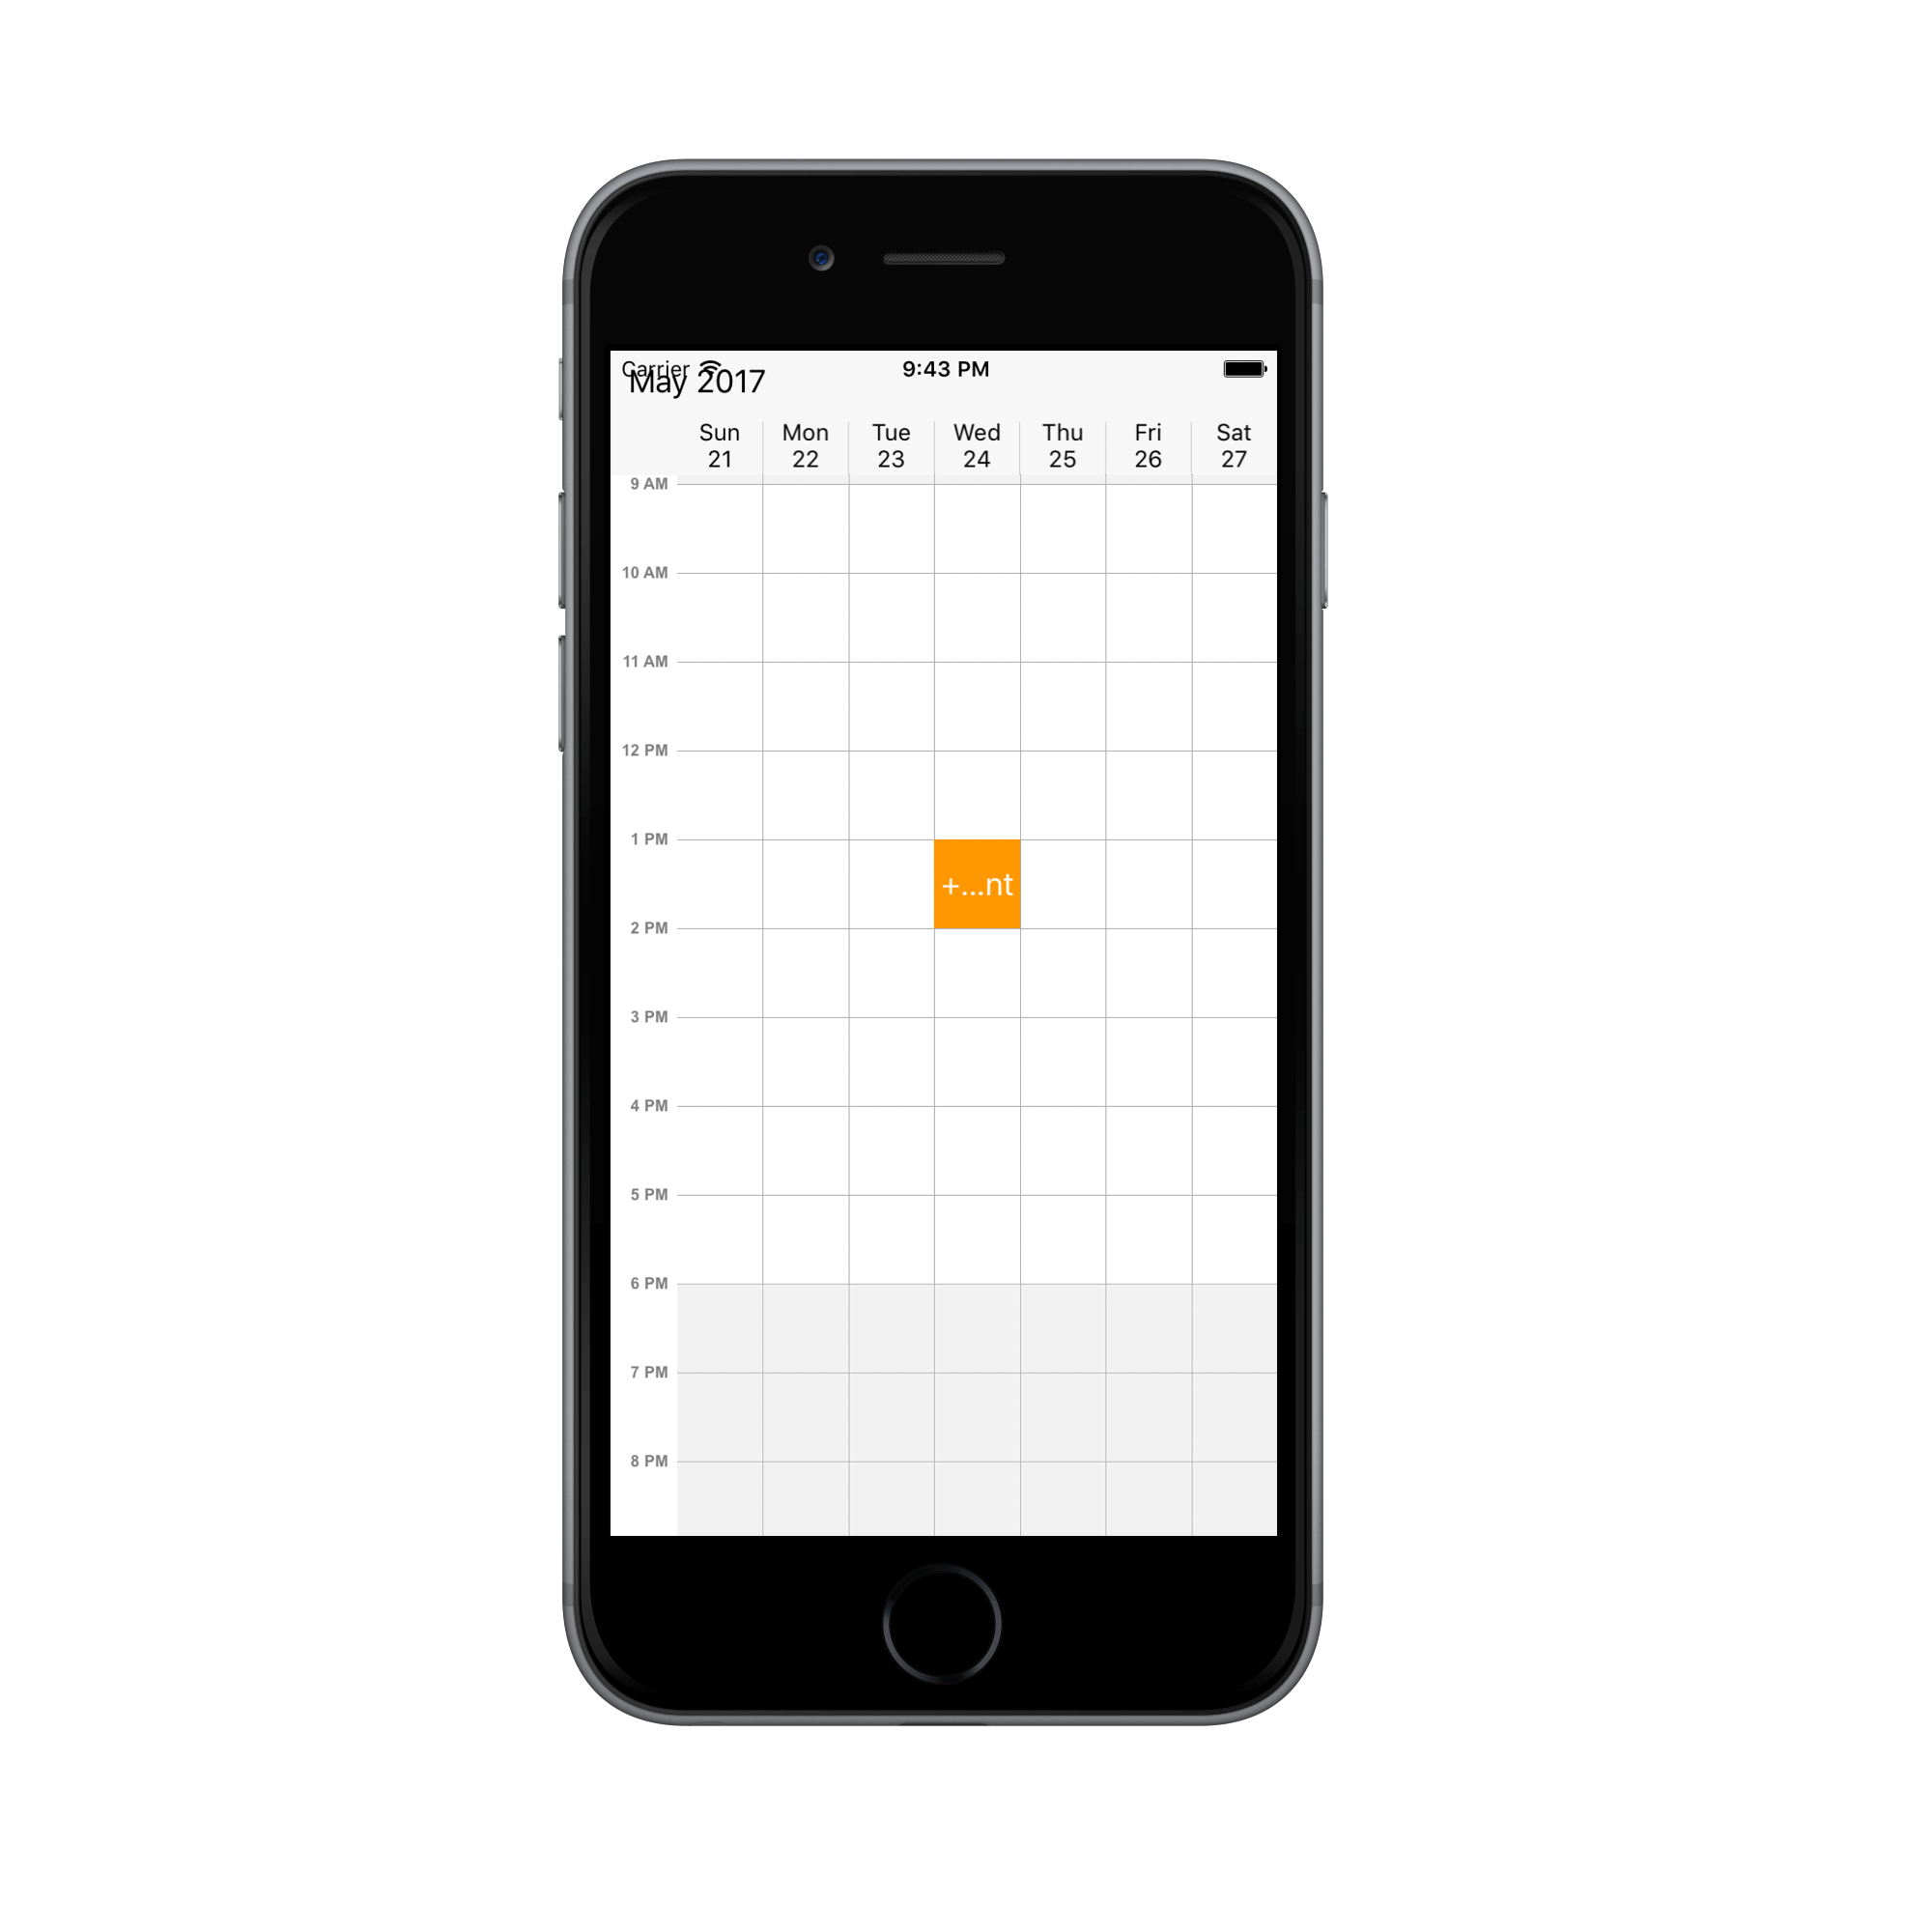 Carrier 9:43 PM
May 2017
Sun Mon Tue Wed Thu Fri Sat
21 22 23 24 25 26 27
9 AM
10 AM
11 AM
12 PM
1 PM
+...nt
2 PM
3 PM
4 PM
5 PM
6 PM
7 PM
8 PM